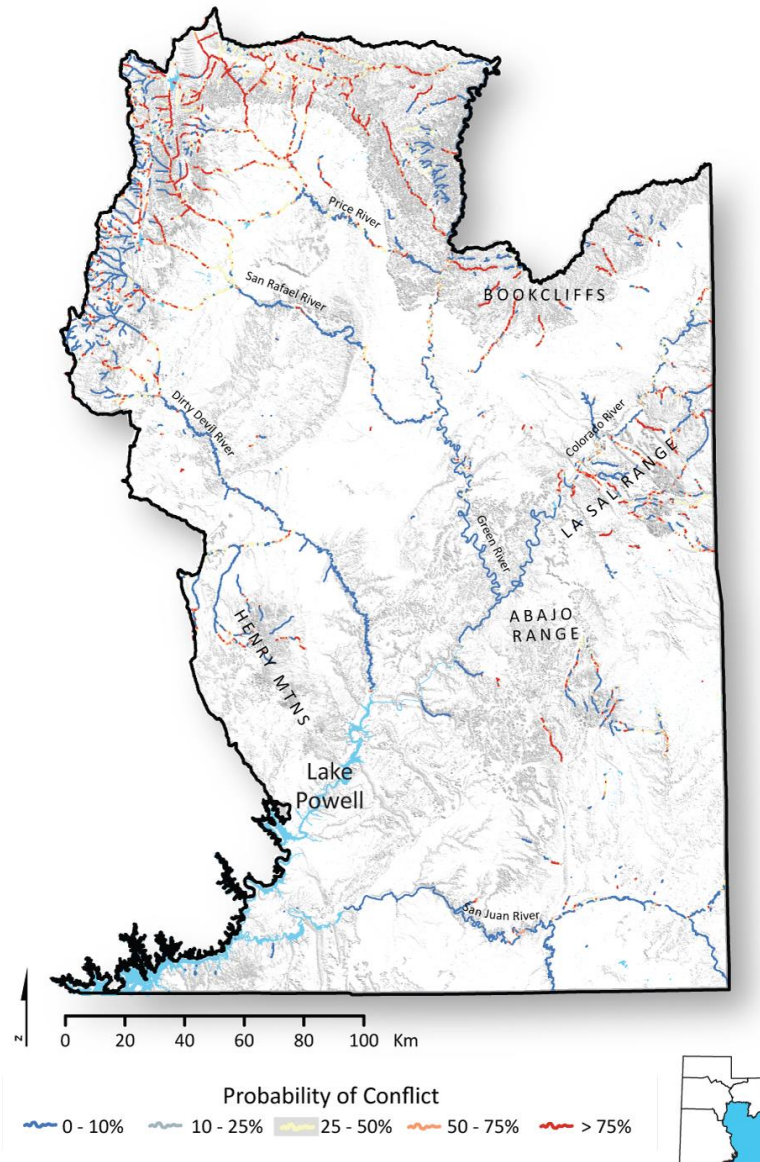 Price River
San Rafael River
BOOKCLIFFS
Dirty Devil River
Colorado River
LA SAL RANGE
Green River
ABAJO
RANGE
HENRY MTNS
Lake
Powell
San Juan River
N
0 20 40 60 80 100 Km
Probability of Conflict
0 - 10% 10 - 25% 25 - 50% 50 - 75% > 75%